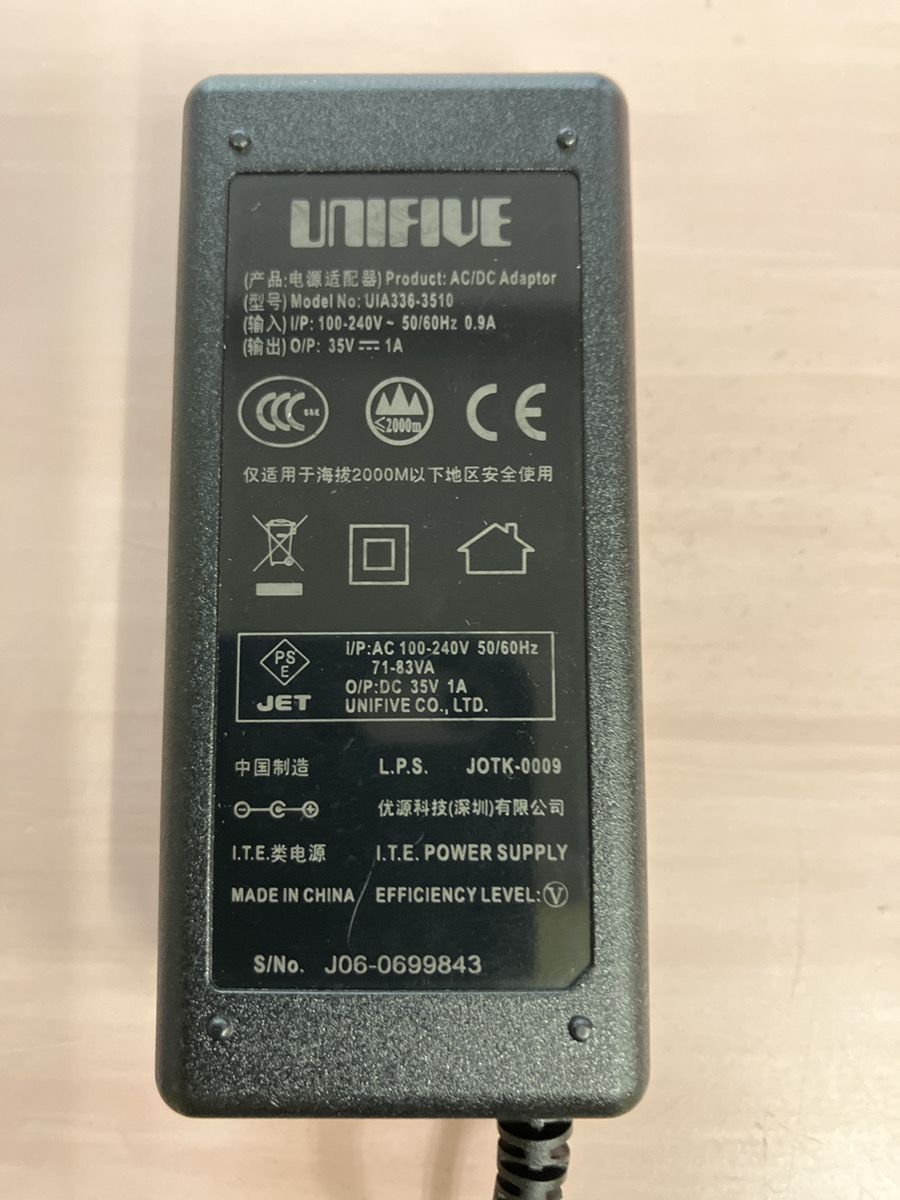 UNIFIVE
(产品:电源适配器) Product: AC/DC Adaptor
(型号) Model No: UIA336-3510
(输入) I/P: 100-240V ~ 50/60Hz 0.9A
(输出) O/P: 35V ⎓ 1A
CCC S&E ≤2000m CE
仅适用于海拔2000M以下地区安全使用
PS E
JET
I/P:AC 100-240V 50/60Hz
71-83VA
O/P:DC 35V 1A
UNIFIVE CO., LTD.
中国制造 L.P.S. JOTK-0009
优源科技(深圳)有限公司
I.T.E.类电源 I.T.E. POWER SUPPLY
MADE IN CHINA EFFICIENCY LEVEL: V
S/No. J06-0699843